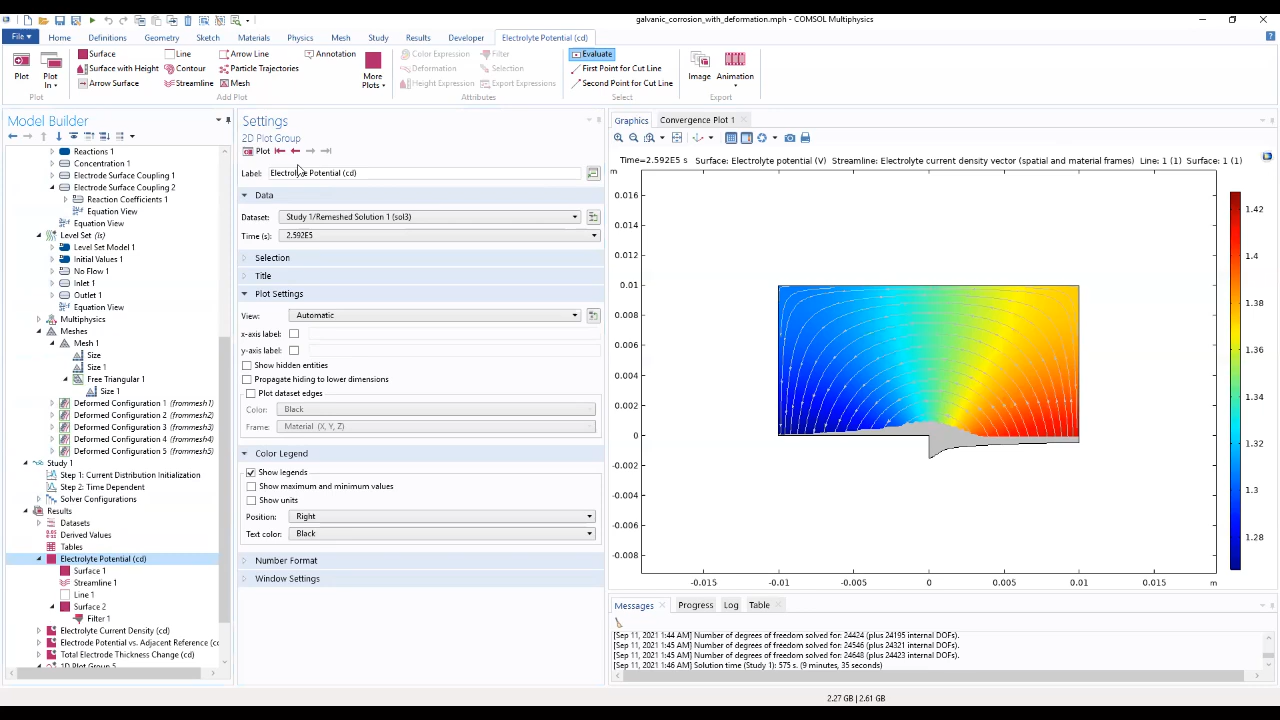 galvanic_corrosion_with_deformation.mph - COMSOL Multiphysics
File Home Definitions Geometry Sketch Materials Physics Mesh Study Results Developer Electrolyte Potential (cd)
Plot
Plot In
Plot
Surface
Surface with Height
Arrow Surface
Line
Contour
Streamline
Arrow Line
Particle Trajectories
Mesh
Annotation
More Plots
Add Plot
Color Expression
Deformation
Height Expression
Filter
Selection
Export Expressions
Attributes
Evaluate
First Point for Cut Line
Second Point for Cut Line
Select
Image
Animation
Export
Model Builder
Reactions 1
Concentration 1
Electrode Surface Coupling 1
Electrode Surface Coupling 2
Reaction Coefficients 1
Equation View
Equation View
Level Set (ls)
Level Set Model 1
Initial Values 1
No Flow 1
Inlet 1
Outlet 1
Equation View
Multiphysics
Meshes
Mesh 1
Size
Size 1
Free Triangular 1
Size 1
Deformed Configuration 1 (frommesh1)
Deformed Configuration 2 (frommesh2)
Deformed Configuration 3 (frommesh3)
Deformed Configuration 4 (frommesh4)
Deformed Configuration 5 (frommesh5)
Study 1
Step 1: Current Distribution Initialization
Step 2: Time Dependent
Solver Configurations
Results
Datasets
Derived Values
Tables
Electrolyte Potential (cd)
Surface 1
Streamline 1
Line 1
Surface 2
Filter 1
Electrolyte Current Density (cd)
Electrode Potential vs. Adjacent Reference (cd
Total Electrode Thickness Change (cd)
1D Plot Group 5
Settings
2D Plot Group
Plot
Label: Electrolyte Potential (cd)
Data
Dataset: Study 1/Remeshed Solution 1 (sol3)
Time (s): 2.592E5
Selection
Title
Plot Settings
View: Automatic
x-axis label:
y-axis label:
Show hidden entities
Propagate hiding to lower dimensions
Plot dataset edges
Color: Black
Frame: Material (X, Y, Z)
Color Legend
Show legends
Show maximum and minimum values
Show units
Position: Right
Text color: Black
Number Format
Window Settings
Graphics Convergence Plot 1
Time=2.592E5 s Surface: Electrolyte potential (V) Streamline: Electrolyte current density vector (spatial and material frames) Line: 1 (1) Surface: 1 (1)
m
0.016
0.014
0.012
0.01
0.008
0.006
0.004
0.002
0
-0.002
-0.004
-0.006
-0.008
-0.015 -0.01 -0.005 0 0.005 0.01 0.015 m
1.42
1.4
1.38
1.36
1.34
1.32
1.3
1.28
Messages Progress Log Table
[Sep 11, 2021 1:44 AM] Number of degrees of freedom solved for: 24424 (plus 24195 internal DOFs).
[Sep 11, 2021 1:45 AM] Number of degrees of freedom solved for: 24546 (plus 24321 internal DOFs).
[Sep 11, 2021 1:46 AM] Number of degrees of freedom solved for: 24648 (plus 24423 internal DOFs).
[Sep 11, 2021 1:46 AM] Solution time (Study 1): 575 s. (9 minutes, 35 seconds)
2.27 GB | 2.61 GB